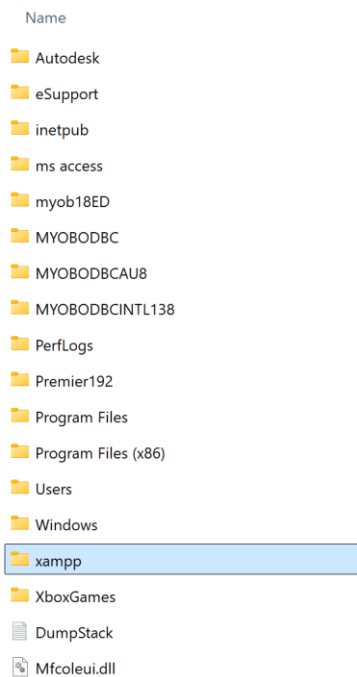 Name
Autodesk
eSupport
inetpub
ms access
myob18ED
MYOBODBC
MYOBODBCAU8
MYOBODBCINTL138
PerfLogs
Premier192
Program Files
Program Files (x86)
Users
Windows
xampp
XboxGames
DumpStack
Mfcoleui.dll